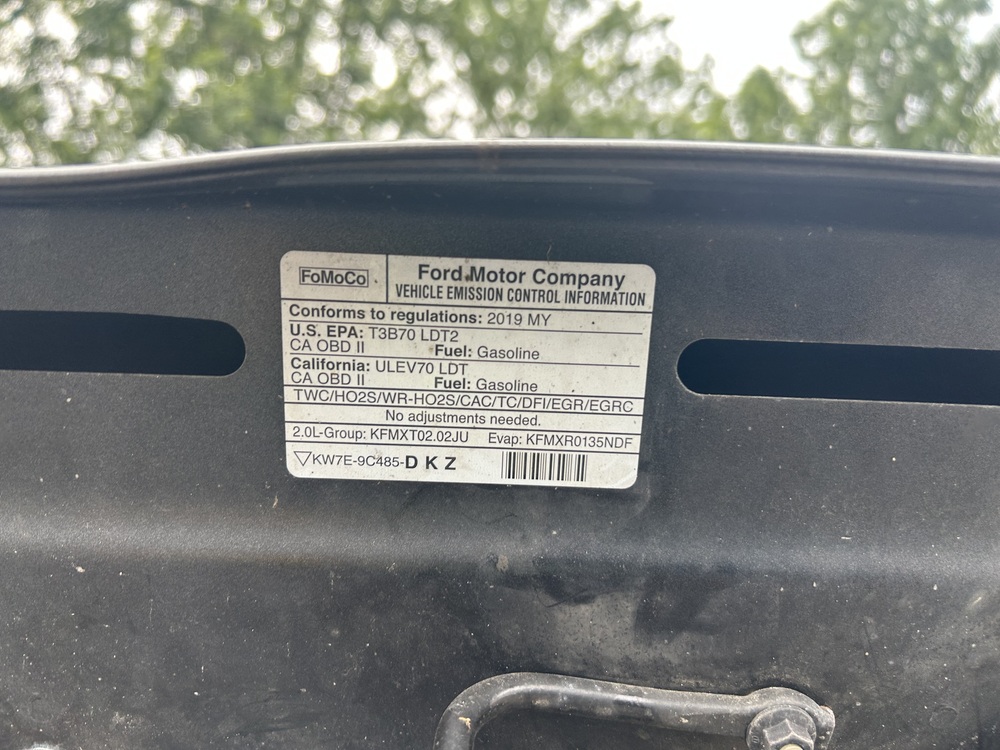 FoMoCo
Ford Motor Company
VEHICLE EMISSION CONTROL INFORMATION
Conforms to regulations: 2019 MY
U.S. EPA: T3B70 LDT2
CA OBD II Fuel: Gasoline
California: ULEV70 LDT
CA OBD II Fuel: Gasoline
TWC/HO2S/WR-HO2S/CAC/TC/DFI/EGR/EGRC
No adjustments needed.
2.0L-Group: KFMXT02.02JU Evap: KFMXR0135NDF
KW7E-9C485-D K Z